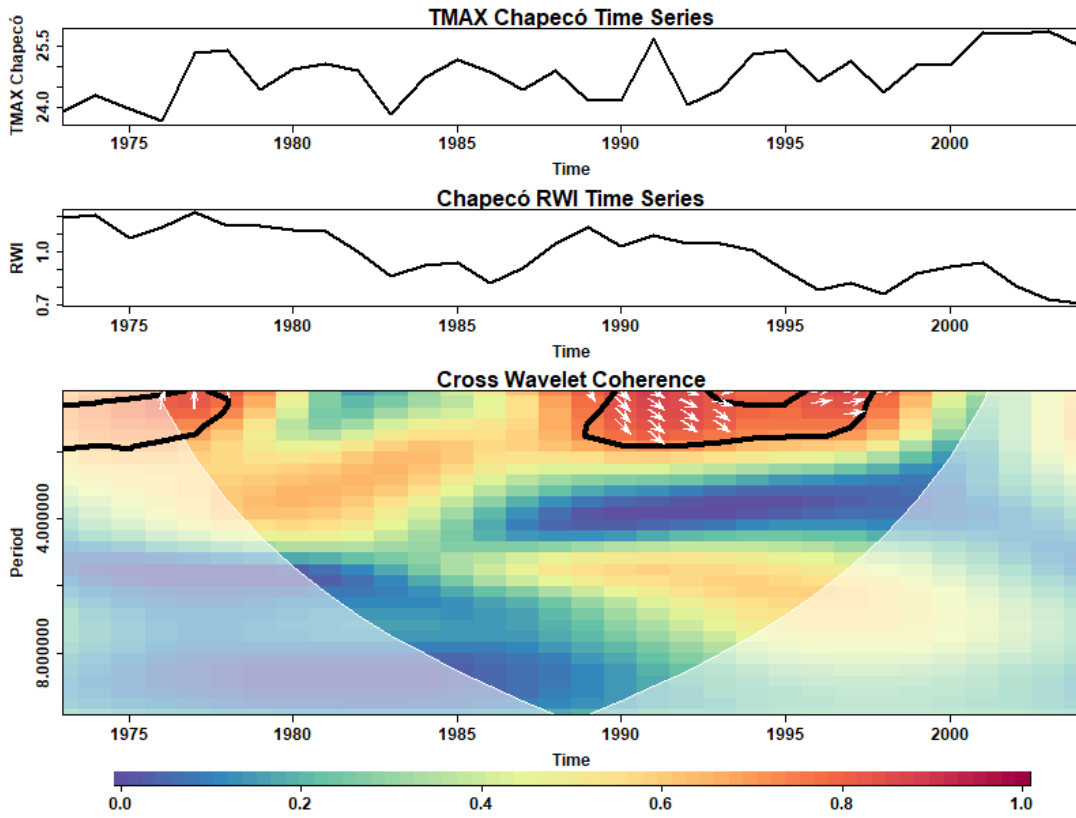 TMAX Chapecó Time Series
TMAX Chapecó
25.5
24.0
1975 1980 1985 1990 1995 2000
Time
Chapecó RWI Time Series
RWI
1.0
0.7
1975 1980 1985 1990 1995 2000
Time
Cross Wavelet Coherence
Period
4.0000000
8.0000000
1975 1980 1985 1990 1995 2000
Time
0.0 0.2 0.4 0.6 0.8 1.0